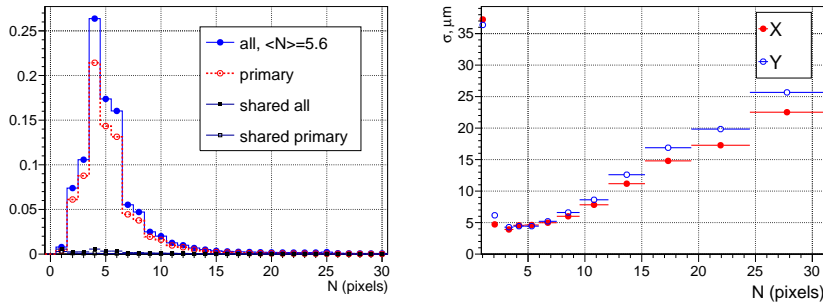 0.25
0.2
0.15
0.1
0.05
0
all, <N>=5.6
primary
shared all
shared primary
0 5 10 15 20 25 30
N (pixels)
σ, μm
35
30
25
20
15
10
5
0
X
Y
5 10 15 20 25 30
N (pixels)